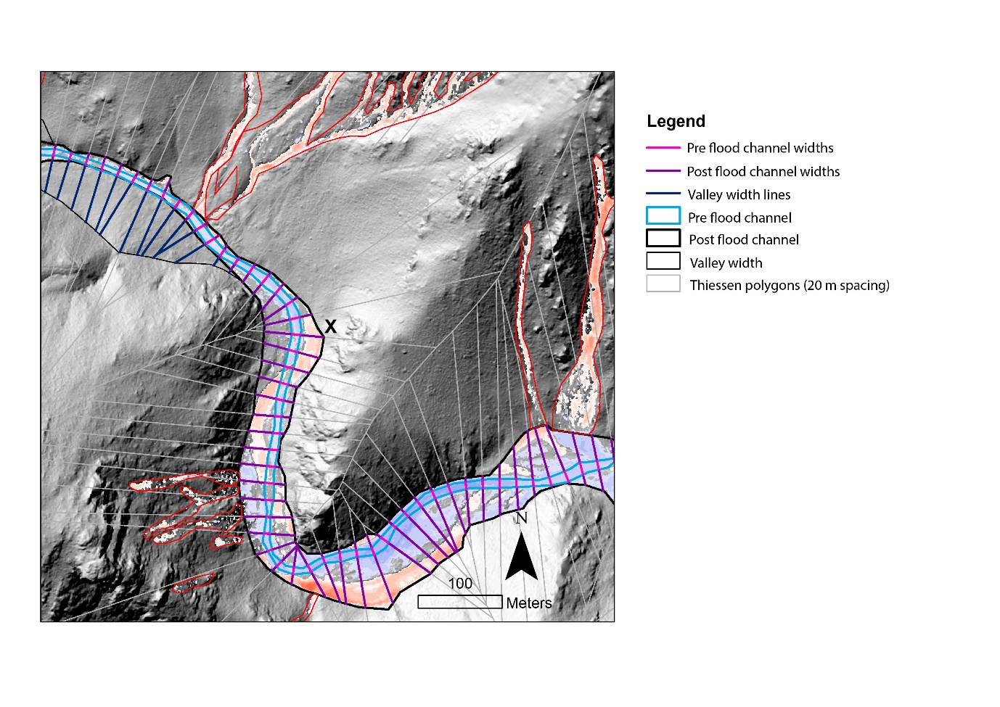 Legend
Pre flood channel widths
Post flood channel widths
Valley width lines
Pre flood channel
Post flood channel
Valley width
Thiessen polygons (20 m spacing)
X
N
100
Meters